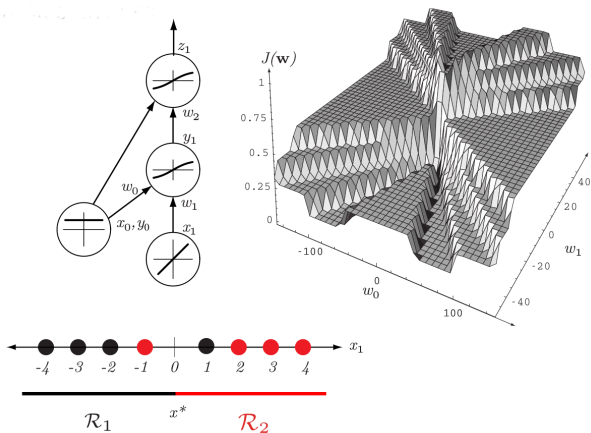 z₁
w₂
y₁
w₀
w₁
x₀, y₀
x₁
J(w)
1
0.75
0.5
0.25
0
-100
0
100
w₀
40
20
0
-20
-40
w₁
x₁
-4 -3 -2 -1 0 1 2 3 4
R₁ x* R₂